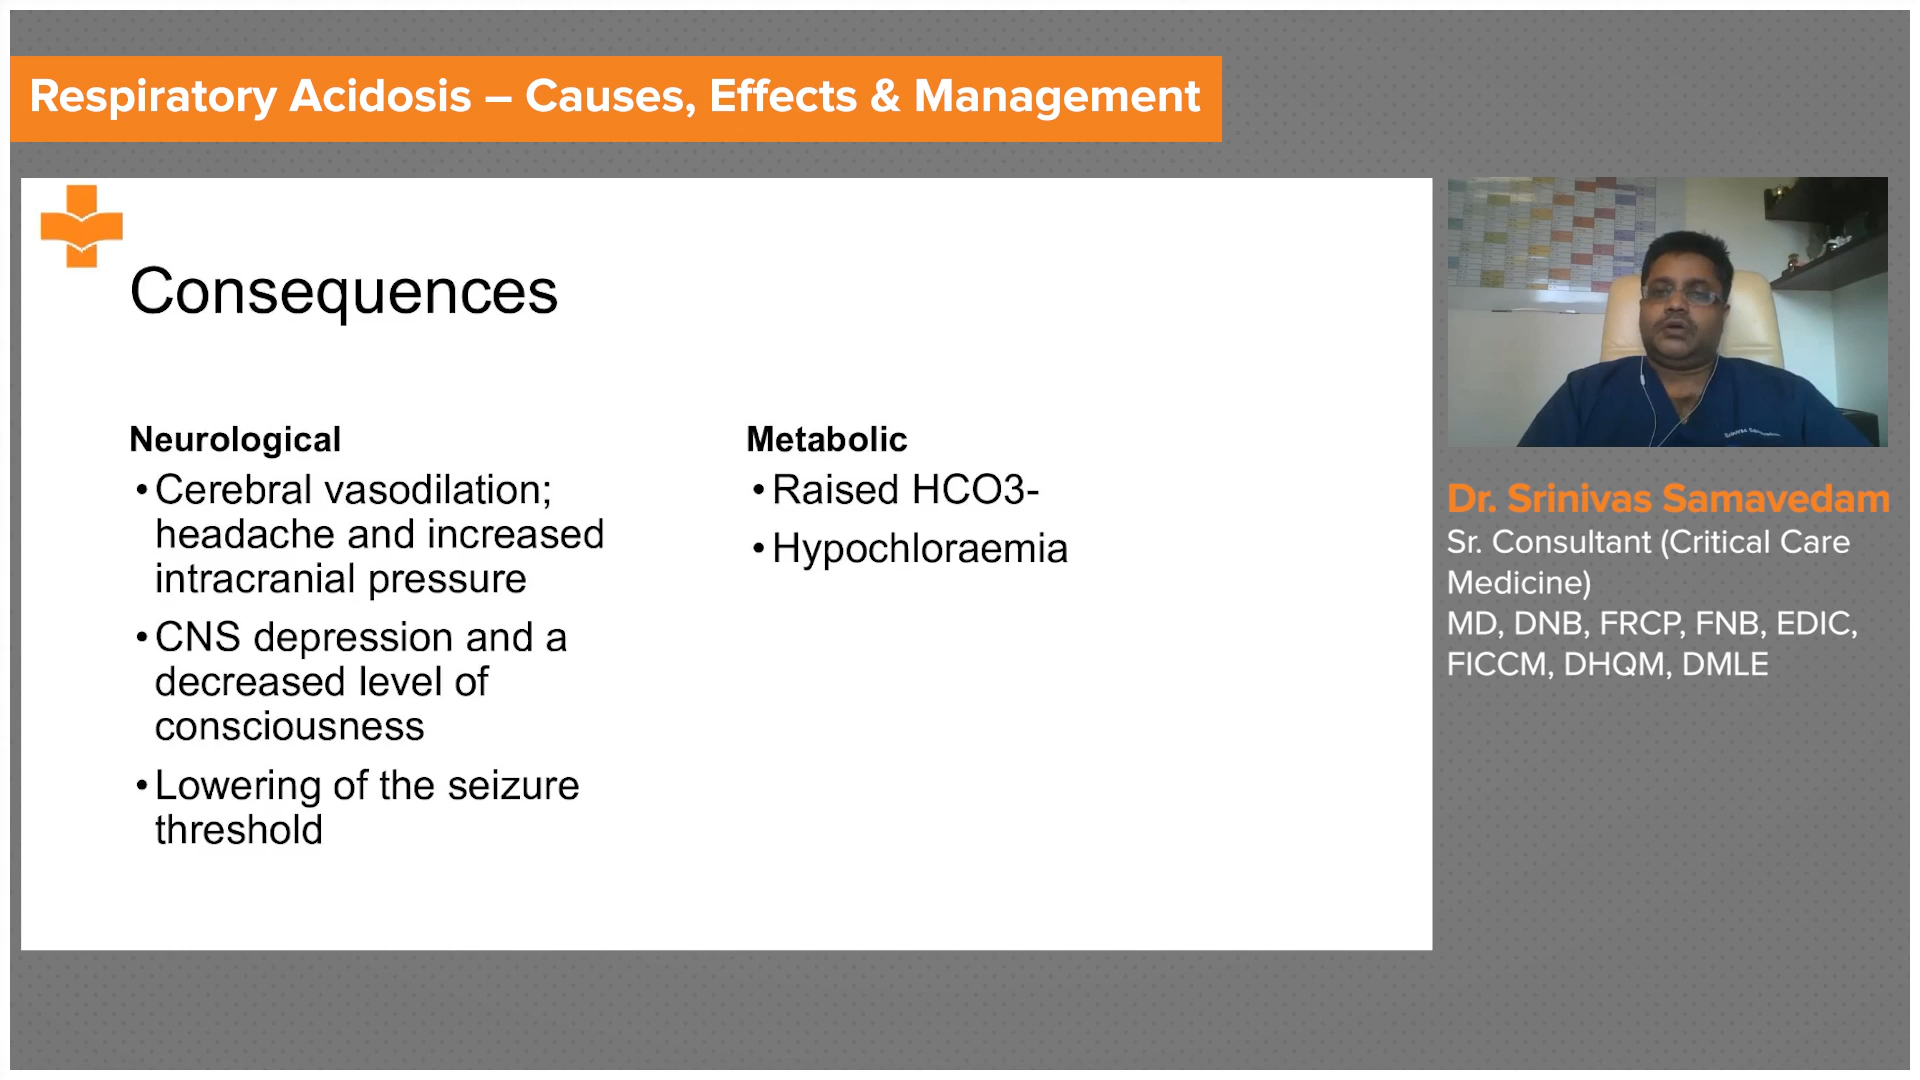 Respiratory Acidosis – Causes, Effects & Management
Consequences
Neurological
•Cerebral vasodilation;
headache and increased
intracranial pressure
•CNS depression and a
decreased level of
consciousness
•Lowering of the seizure
threshold
Metabolic
•Raised HCO3-
•Hypochloraemia
Dr. Srinivas Samavedam
Sr. Consultant (Critical Care
Medicine)
MD, DNB, FRCP, FNB, EDIC,
FICCM, DHQM, DMLE